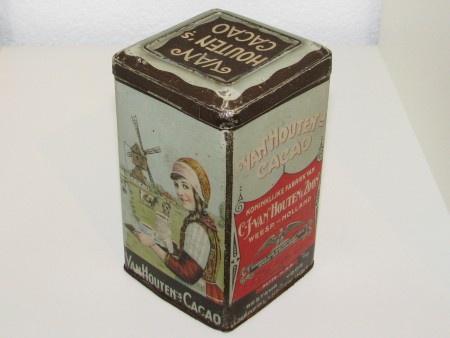 VAN
HOUTEN'S
CACAO
VAN HOUTEN'S CACAO
VAN HOUTEN'S
CACAO
KONINKLIJKE FABRIEK VAN
C.J. VAN HOUTEN & ZOON
WEESP - HOLLAND